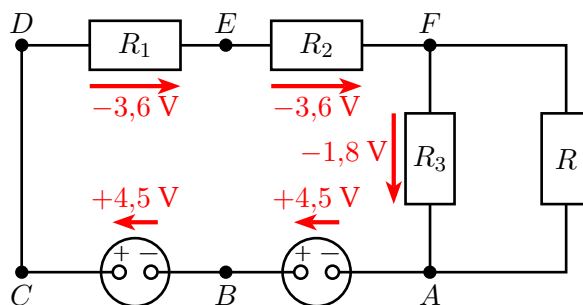 D E F
R1 R2
−3,6 V −3,6 V
−1,8 V R3 R
+4,5 V +4,5 V
+ − + −
C B A